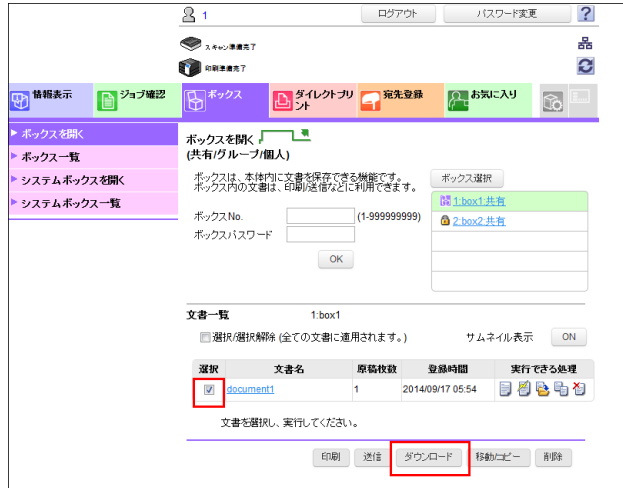 1
ログアウト
パスワード変更
?
スキャン準備完了
印刷準備完了
情報表示
ジョブ確認
ボックス
ダイレクトプリ
ント
宛先登録
お気に入り
ボックスを開く
ボックス一覧
システムボックスを開く
システムボックス一覧
ボックスを開く
(共有/グループ/個人)
ボックスは、本体内に文書を保存できる機能です。
ボックス内の文書は、印刷/送信などに利用できます。
ボックスNo.
(1-999999999)
ボックスパスワード
OK
ボックス選択
1:box1:共有
2:box2:共有
文書一覧 1:box1
選択/選択解除 (全ての文書に適用されます。)
サムネイル表示 ON
選択 文書名 原稿枚数 登録時間 実行できる処理
document1 1 2014/09/17 05:54
文書を選択し、実行してください。
印刷 送信 ダウンロード 移動/コピー 削除